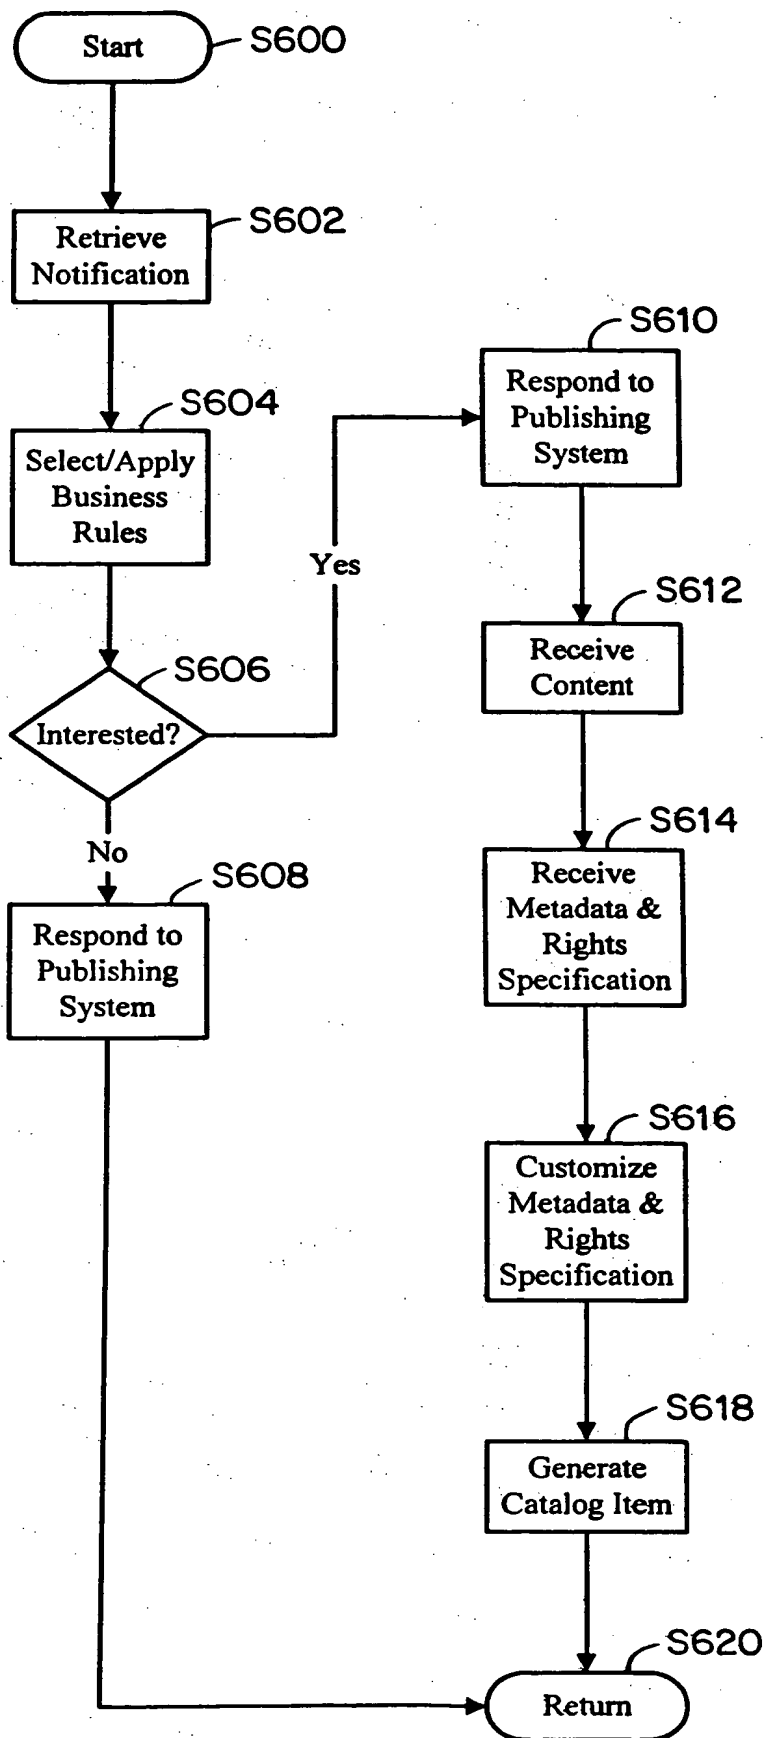 Start
S600
Retrieve
Notification
S602
S604
Select/Apply
Business
Rules
S606
Interested?
Yes
No
S608
Respond to
Publishing
System
S610
Respond to
Publishing
System
S612
Receive
Content
S614
Receive
Metadata &
Rights
Specification
S616
Customize
Metadata &
Rights
Specification
S618
Generate
Catalog Item
S620
Return